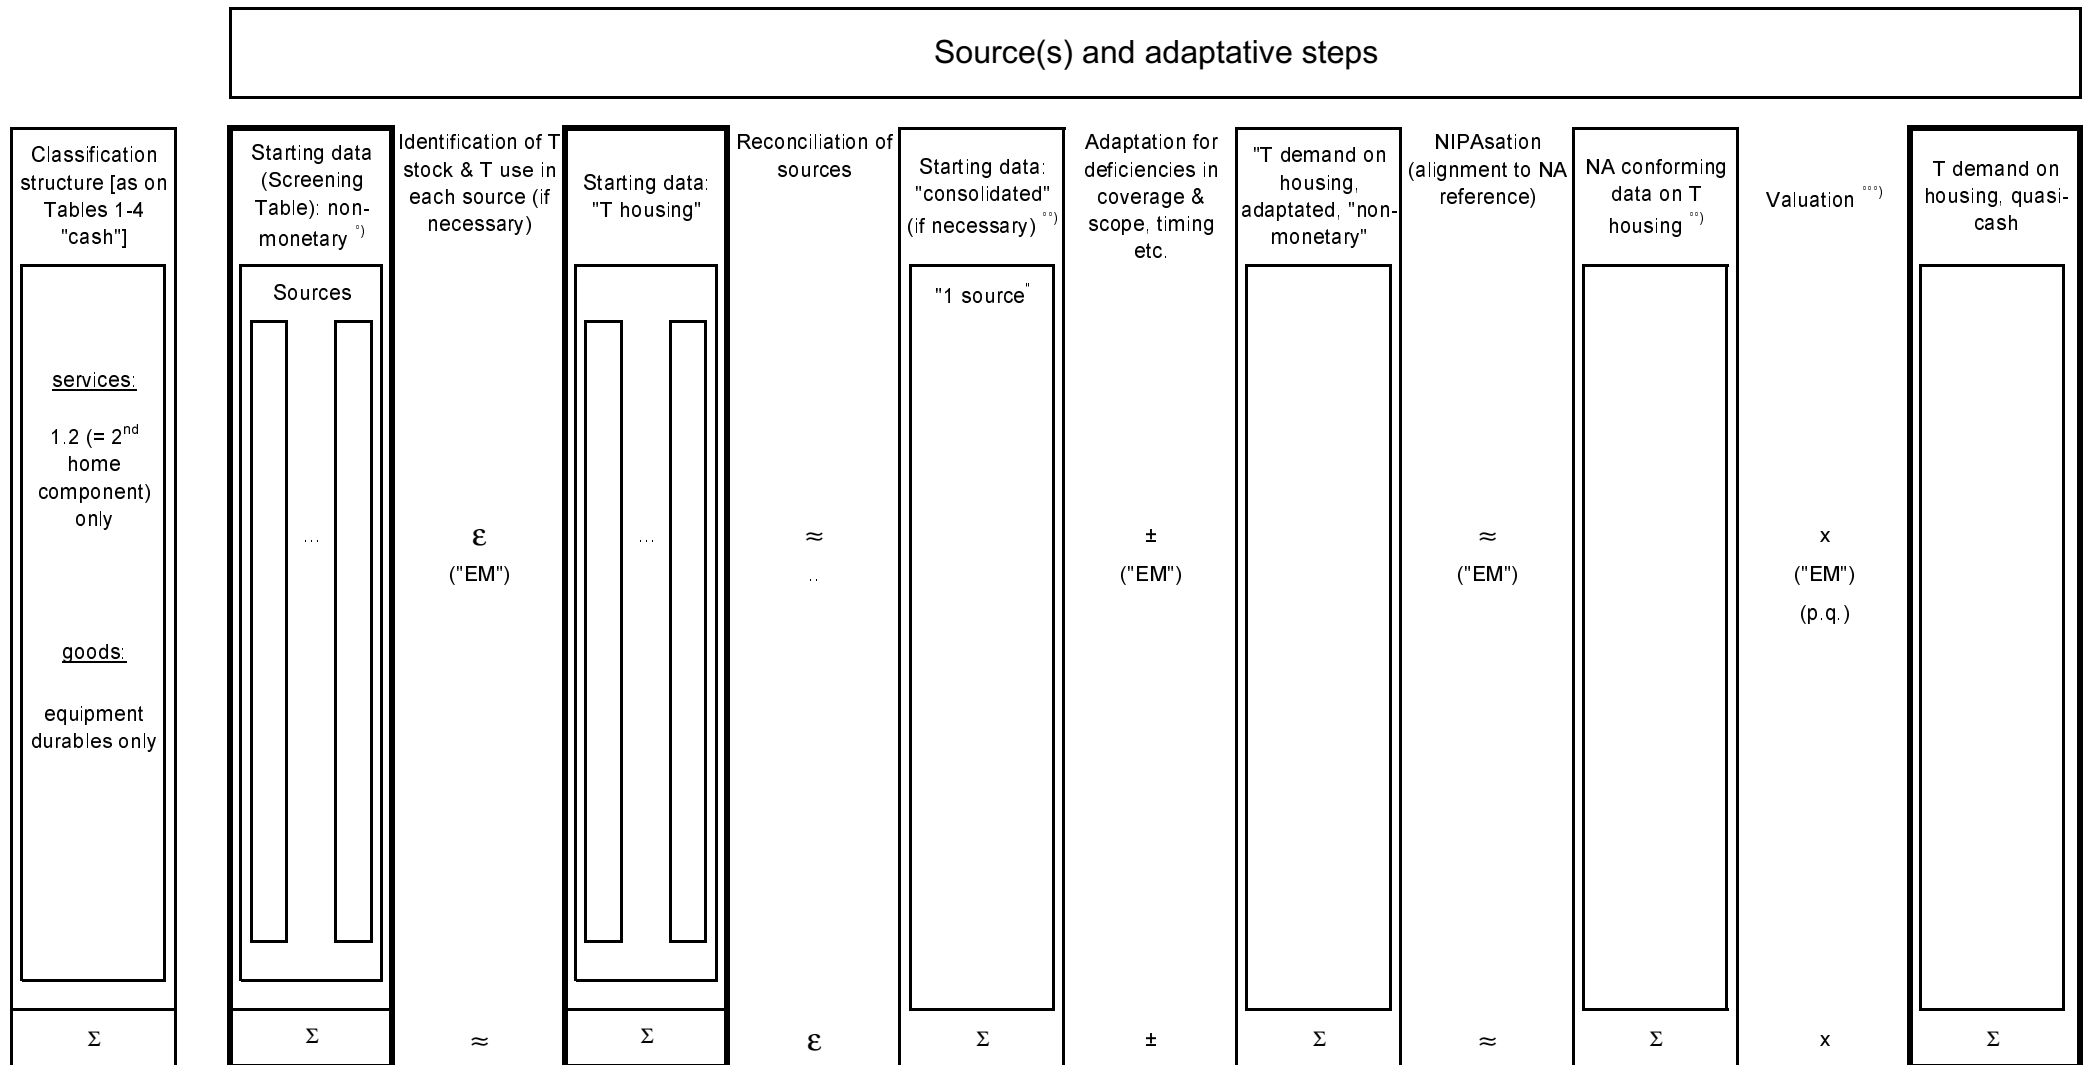 Source(s) and adaptative steps
Classification
structure [as on
Tables 1-4
"cash"]
services:
1.2 (= 2nd
home
component)
only
goods:
equipment
durables only
Σ
Starting data
(Screening
Table): non-
monetary °)
Sources
...
Σ
Identification of T
stock & T use in
each source (if
necessary)
ε
("EM")
≈
Starting data:
"T housing"
...
Σ
Reconciliation of
sources
≈
..
ε
Starting data:
"consolidated"
(if necessary) °°)
"1 source"
Σ
Adaptation for
deficiencies in
coverage &
scope, timing
etc.
±
("EM")
±
"T demand on
housing,
adaptated, "non-
monetary"
Σ
NIPAsation
(alignment to NA
reference)
≈
("EM")
≈
NA conforming
data on T
housing °°)
Σ
Valuation °°°)
x
("EM")
(p.q.)
x
T demand on
housing, quasi-
cash
Σ